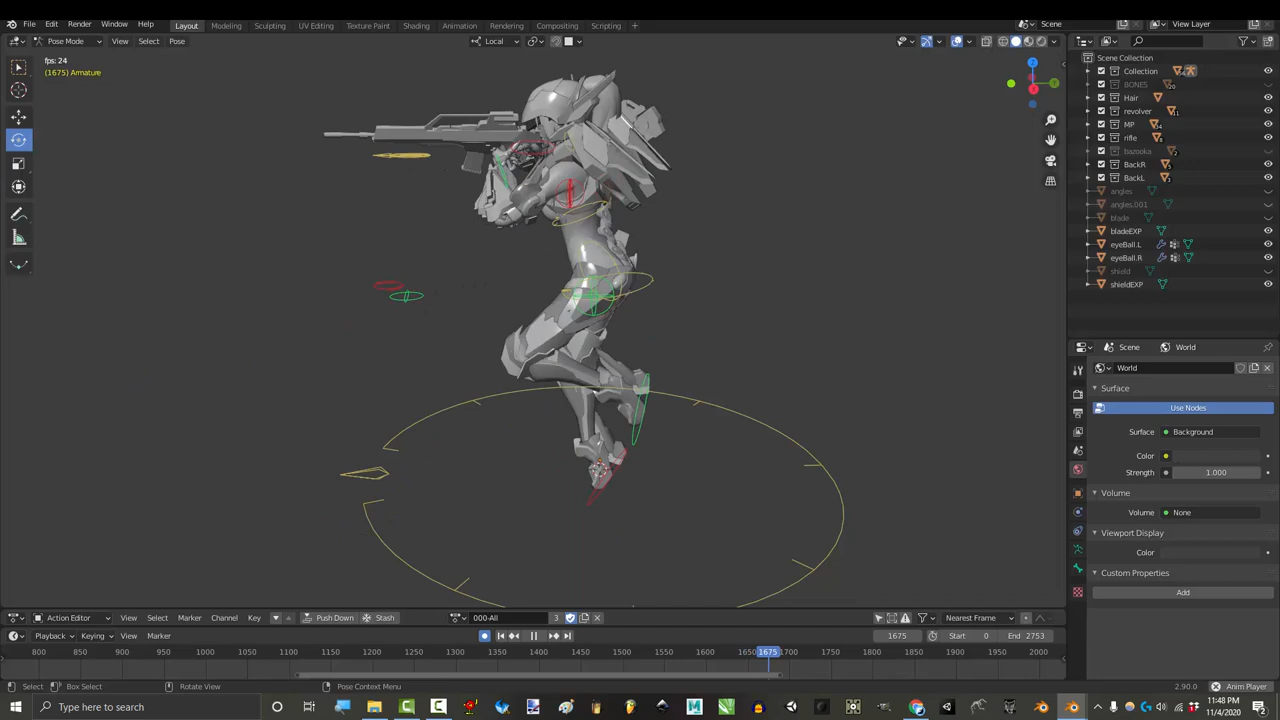 File Edit Render Window Help Layout Modeling Sculpting UV Editing Texture Paint Shading Animation Rendering Compositing Scripting + Scene View Layer
Pose Mode View Select Pose Local
fps: 24
(1675) Armature
Scene Collection
Collection
BONES 20
Hair
revolver 11
MP
rifle
bazooka 2
BackR
BackL 3
angles
angles.001
blade
bladeEXP
eyeBall.L
eyeBall.R
shield
shieldEXP
Scene World
World
Surface
Use Nodes
Surface Background
Color
Strength 1.000
Volume
Volume None
Viewport Display
Color
Custom Properties
Add
Action Editor View Select Marker Channel Key Push Down Stash 000-All 3 Nearest Frame
Playback Keying View Marker 1675 Start 0 End 2753
800 850 900 950 1000 1050 1100 1150 1200 1250 1300 1350 1400 1450 1500 1550 1600 1650 1675 1700 1750 1800 1850 1900 1950 2000
Select Box Select Rotate View Pose Context Menu 2.90.0 Anim Player
Type here to search
11:48 PM
11/4/2020